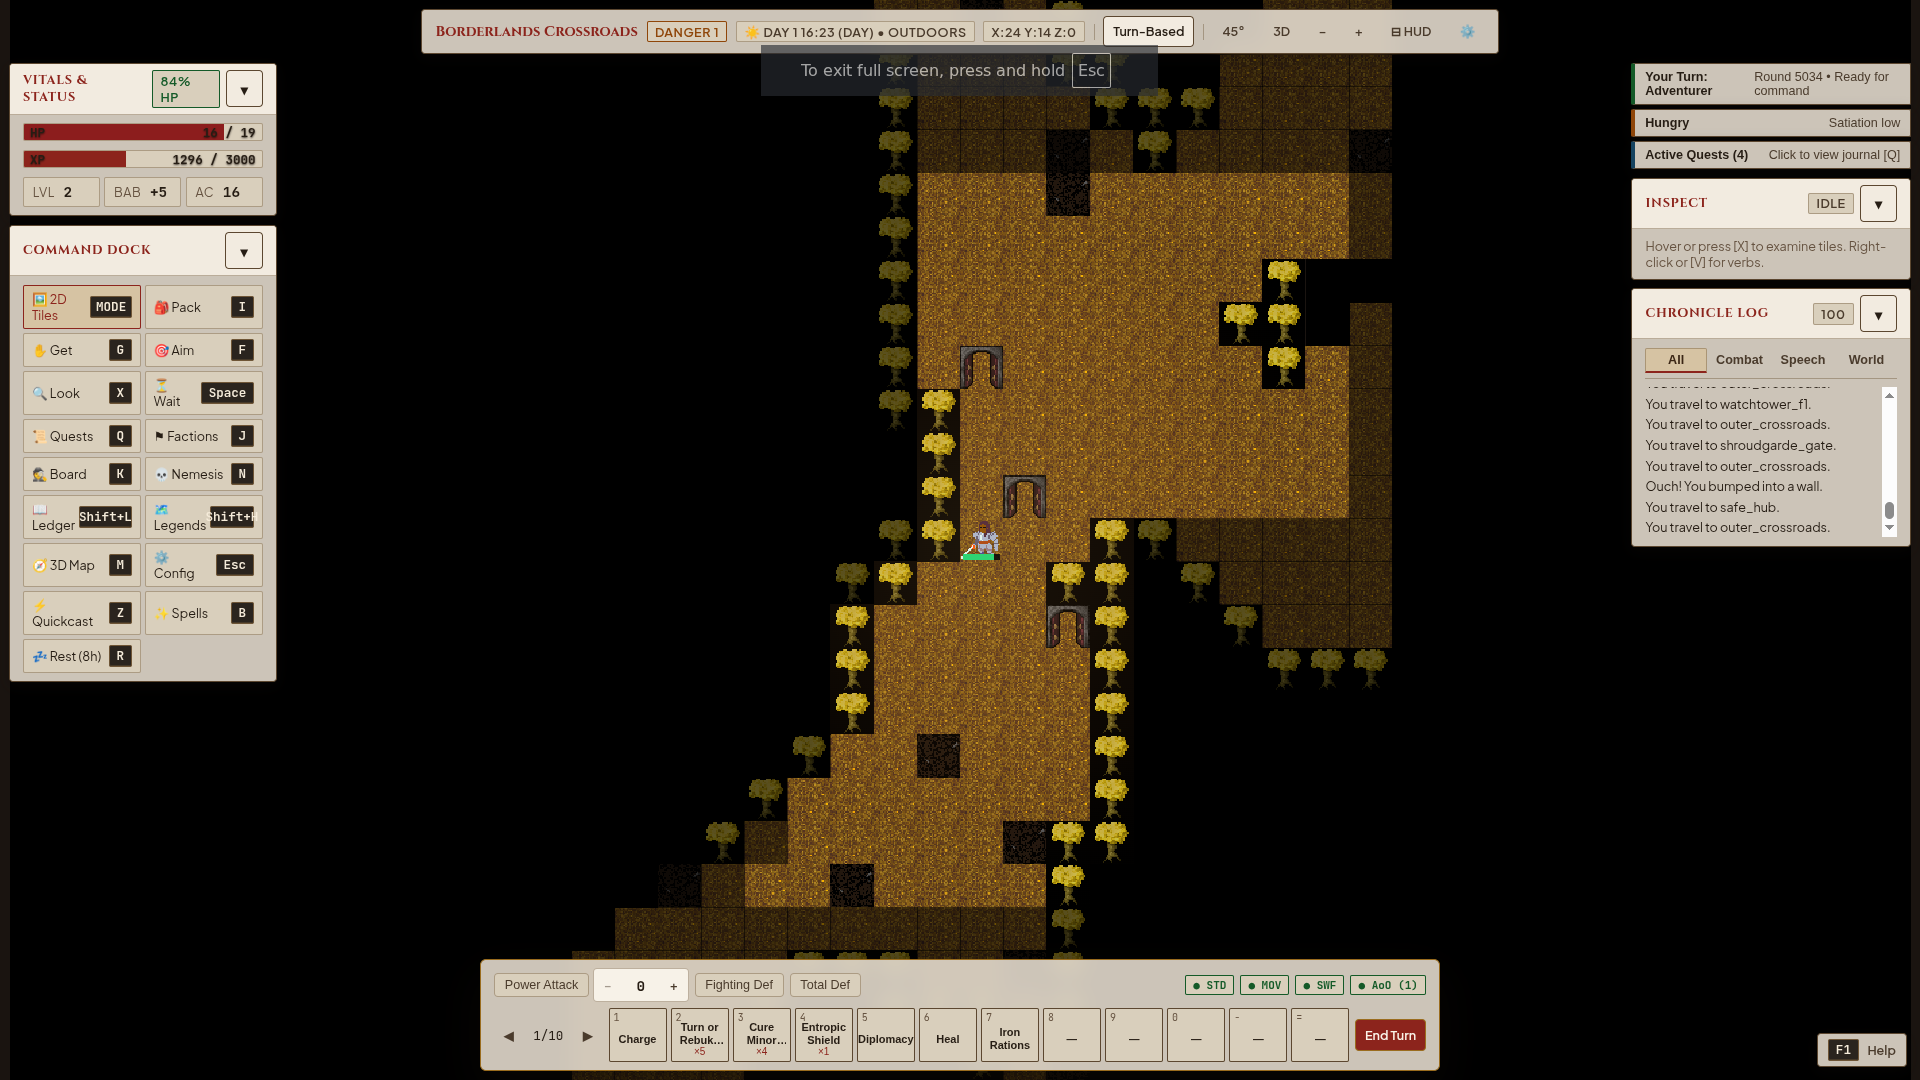 BORDERLANDS CROSSROADS
DANGER 1
DAY 1 16:23 (DAY) • OUTDOORS
X:24 Y:14 Z:0
Turn-Based
45°
3D
−
+
⊟ HUD
To exit full screen, press and hold Esc
VITALS & STATUS
84% HP
HP 16 / 19
XP 1296 / 3000
LVL 2
BAB +5
AC 16
COMMAND DOCK
2D Tiles MODE
Pack I
Get G
Aim F
Look X
Wait Space
Quests Q
Factions J
Board K
Nemesis N
Ledger Shift+L
Legends Shift+H
3D Map M
Config Esc
Quickcast Z
Spells B
Rest (8h) R
Your Turn: Adventurer
Round 5034 • Ready for command
Hungry
Satiation low
Active Quests (4)
Click to view journal [Q]
INSPECT
IDLE
Hover or press [X] to examine tiles. Right-
click or [V] for verbs.
CHRONICLE LOG
100
All
Combat
Speech
World
You travel to outer_crossroads.
You travel to watchtower_f1.
You travel to outer_crossroads.
You travel to shroudgarde_gate.
You travel to outer_crossroads.
Ouch! You bumped into a wall.
You travel to safe_hub.
You travel to outer_crossroads.
Power Attack
− 0 +
Fighting Def
Total Def
● STD
● MOV
● SWF
● AoO (1)
◀ 1/10 ▶
1 Charge
2 Turn or Rebuk... ×5
3 Cure Minor... ×4
4 Entropic Shield ×1
5 Diplomacy
6 Heal
7 Iron Rations
8 —
9 —
0 —
- —
= —
End Turn
F1 Help